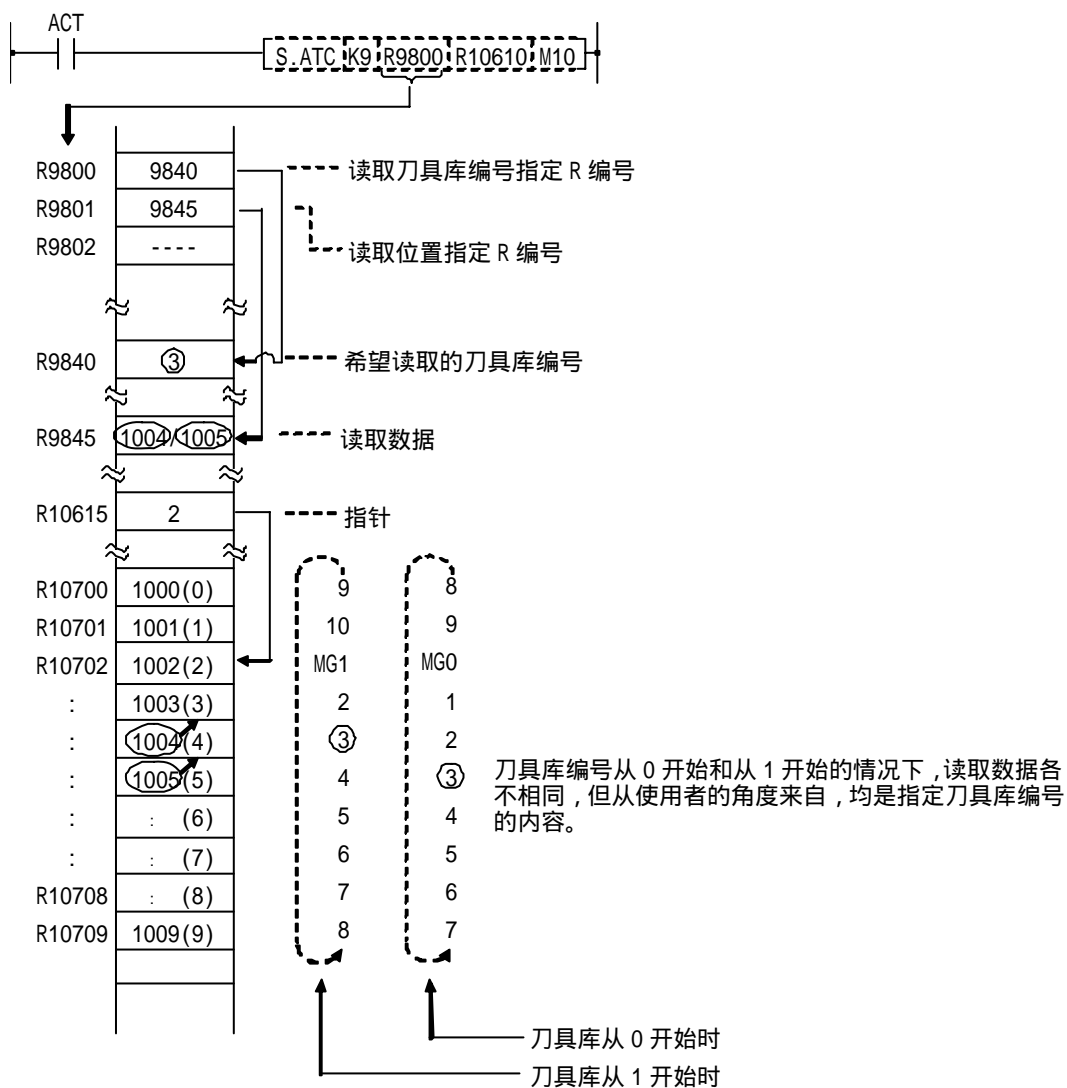 ACT
S.ATC K9 R9800 R10610 M10
R9800 9840 读取刀具库编号指定 R 编号
R9801 9845
R9802 ---- 读取位置指定 R 编号
R9840 3 希望读取的刀具库编号
R9845 1004/1005 读取数据
R10615 2 指针
R10700 1000(0) 9 8
R10701 1001(1) 10 9
R10702 1002(2) MG1 MG0
: 1003(3) 2 1
: 1004(4) 3 2
: 1005(5) 4 3
刀具库编号从 0 开始和从 1 开始的情况下,读取数据各
不相同,但从使用者的角度来自,均是指定刀具库编号
的内容。
: : (6) 5 4
: : (7) 6 5
R10708 : (8) 7 6
R10709 1009(9) 8 7
刀具库从 0 开始时
刀具库从 1 开始时